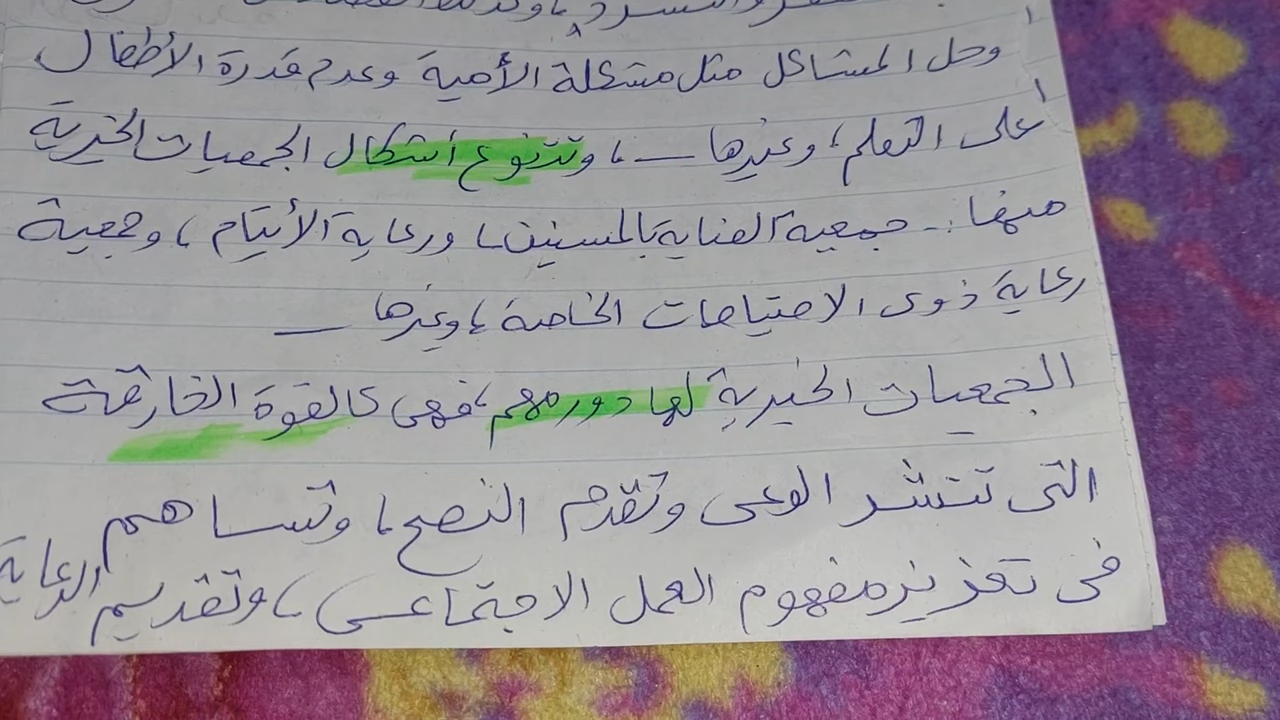 وحل المشاكل مثل مشكلة الأمية وعدم قدرة الأطفال
على التعلم، وغيرها ـــ، وتتنوع أشكال الجمعيات الخيرية
منها:- جمعية العناية بالمسنين، ورعاية الأيتام، وجمعية
رعاية ذوى الاحتياجات الخاصة، وغيرها ـــ
الجمعيات الخيرية لها دور مهم، فهى كالقوة الخارقة
التى تنشر الوعى وتقدم النصح، وتساهم
فى تعزيز مفهوم العمل الاجتماعى، وتقديم الرعاية